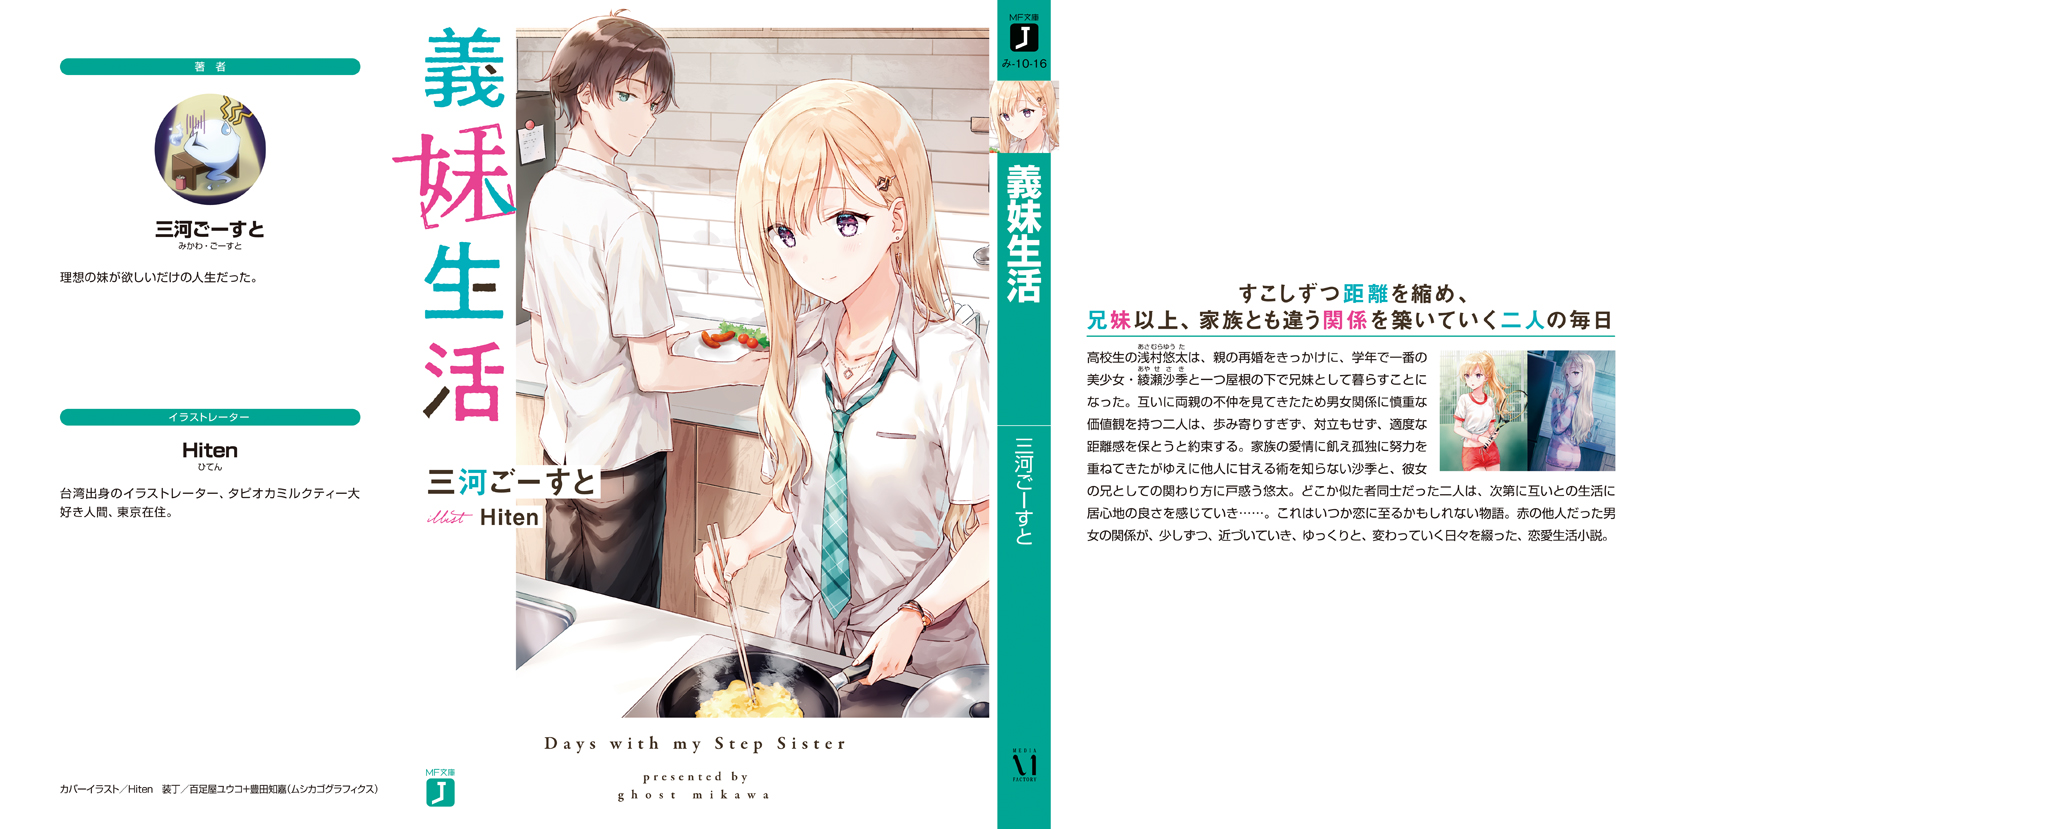 著 者
三河ごーすと
みかわ・ごーすと
理想の妹が欲しいだけの人生だった。
イラストレーター
Hiten
ひてん
台湾出身のイラストレーター、タピオカミルクティー大
好き人間、東京在住。
カバーイラスト／Hiten　装丁／百足屋ユウコ+豊田知嘉(ムシカゴグラフィクス)
義妹生活
三河ごーすと
illust Hiten
Days with my Step Sister
presented by
ghost mikawa
MF文庫
J
MF文庫
J
み-10-16
義妹生活
三河ごーすと
MEDIA
FACTORY
すこしずつ距離を縮め、
兄妹以上、家族とも違う関係を築いていく二人の毎日
あさむらゆうた
高校生の浅村悠太は、親の再婚をきっかけに、学年で一番の
あやせさき
美少女・綾瀬沙季と一つ屋根の下で兄妹として暮らすことに
なった。互いに両親の不仲を見てきたため男女関係に慎重な
価値観を持つ二人は、歩み寄りすぎず、対立もせず、適度な
距離感を保とうと約束する。家族の愛情に飢え孤独に努力を
重ねてきたがゆえに他人に甘える術を知らない沙季と、彼女
の兄としての関わり方に戸惑う悠太。どこか似た者同士だった二人は、次第に互いとの生活に
居心地の良さを感じていき……。これはいつか恋に至るかもしれない物語。赤の他人だった男
女の関係が、少しずつ、近づいていき、ゆっくりと、変わっていく日々を綴った、恋愛生活小説。